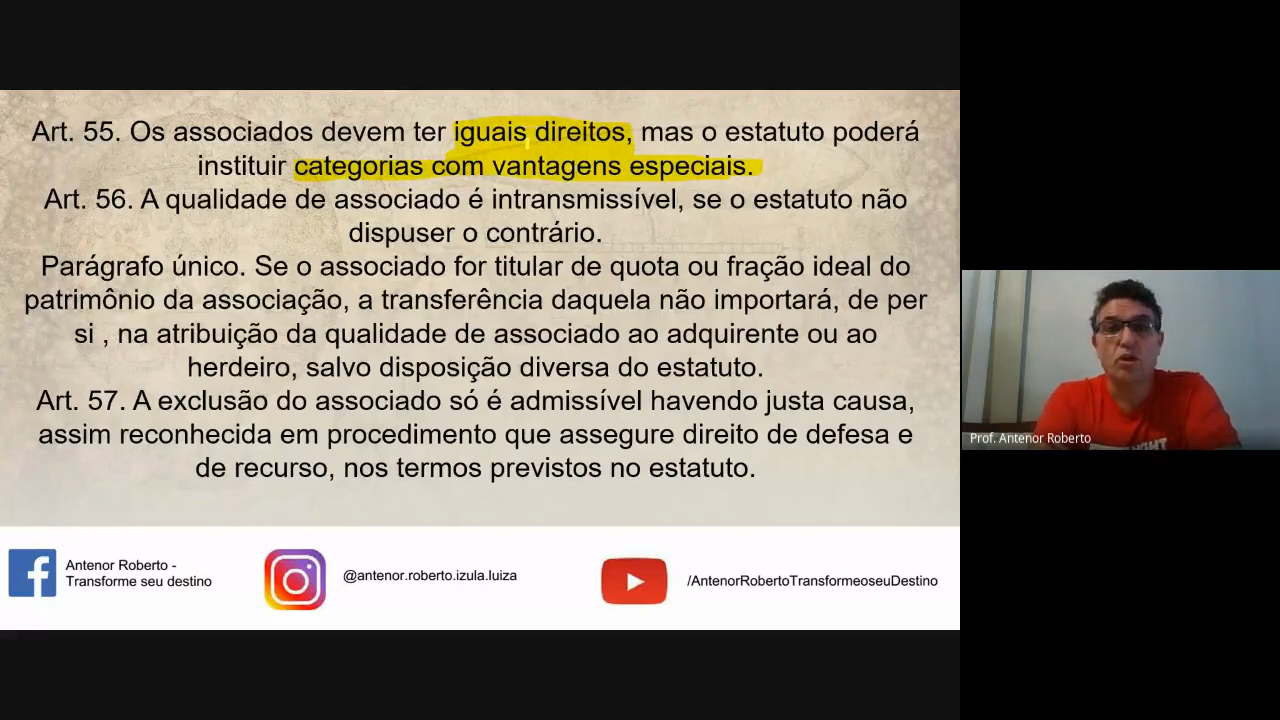 Art. 55. Os associados devem ter iguais direitos, mas o estatuto poderá
instituir categorias com vantagens especiais.
Art. 56. A qualidade de associado é intransmissível, se o estatuto não
dispuser o contrário.
Parágrafo único. Se o associado for titular de quota ou fração ideal do
patrimônio da associação, a transferência daquela não importará, de per
si , na atribuição da qualidade de associado ao adquirente ou ao
herdeiro, salvo disposição diversa do estatuto.
Art. 57. A exclusão do associado só é admissível havendo justa causa,
assim reconhecida em procedimento que assegure direito de defesa e
de recurso, nos termos previstos no estatuto.
Antenor Roberto -
Transforme seu destino
@antenor.roberto.izula.luiza
/AntenorRobertoTransformeoseuDestino
Prof. Antenor Roberto